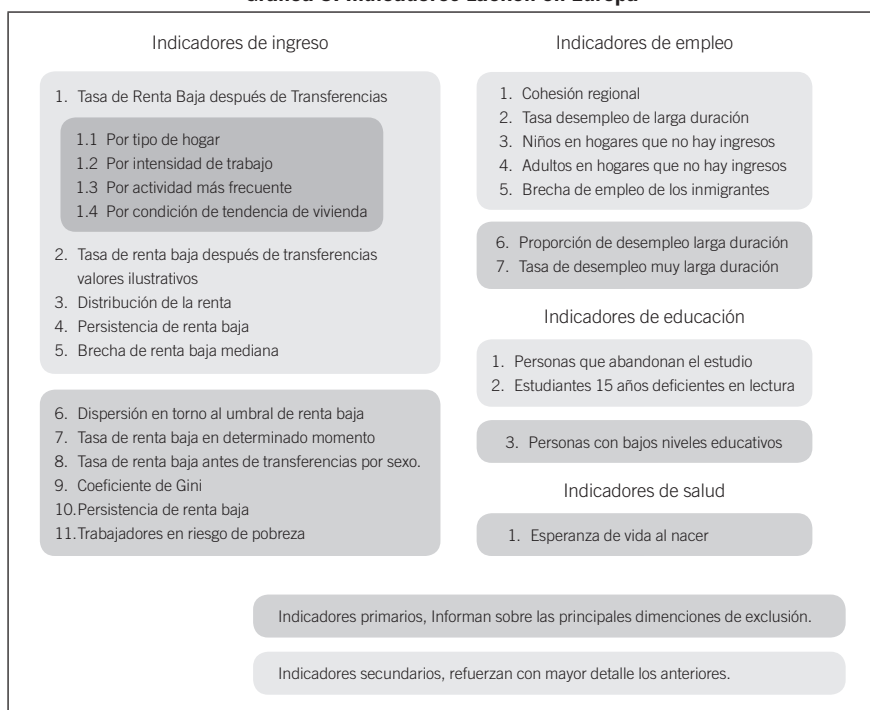 Indicadores de ingreso
1. Tasa de Renta Baja después de Transferencias
1.1 Por tipo de hogar
1.2 Por intensidad de trabajo
1.3 Por actividad más frecuente
1.4 Por condición de tendencia de vivienda
2. Tasa de renta baja después de transferencias
valores ilustrativos
3. Distribución de la renta
4. Persistencia de renta baja
5. Brecha de renta baja mediana
6. Dispersión en torno al umbral de renta baja
7. Tasa de renta baja en determinado momento
8. Tasa de renta baja antes de transferencias por sexo.
9. Coeficiente de Gini
10.Persistencia de renta baja
11.Trabajadores en riesgo de pobreza
Indicadores de empleo
1. Cohesión regional
2. Tasa desempleo de larga duración
3. Niños en hogares que no hay ingresos
4. Adultos en hogares que no hay ingresos
5. Brecha de empleo de los inmigrantes
6. Proporción de desempleo larga duración
7. Tasa de desempleo muy larga duración
Indicadores de educación
1. Personas que abandonan el estudio
2. Estudiantes 15 años deficientes en lectura
3. Personas con bajos niveles educativos
Indicadores de salud
1. Esperanza de vida al nacer
Indicadores primarios, Informan sobre las principales dimensiones de exclusión.
Indicadores secundarios, refuerzan con mayor detalle los anteriores.